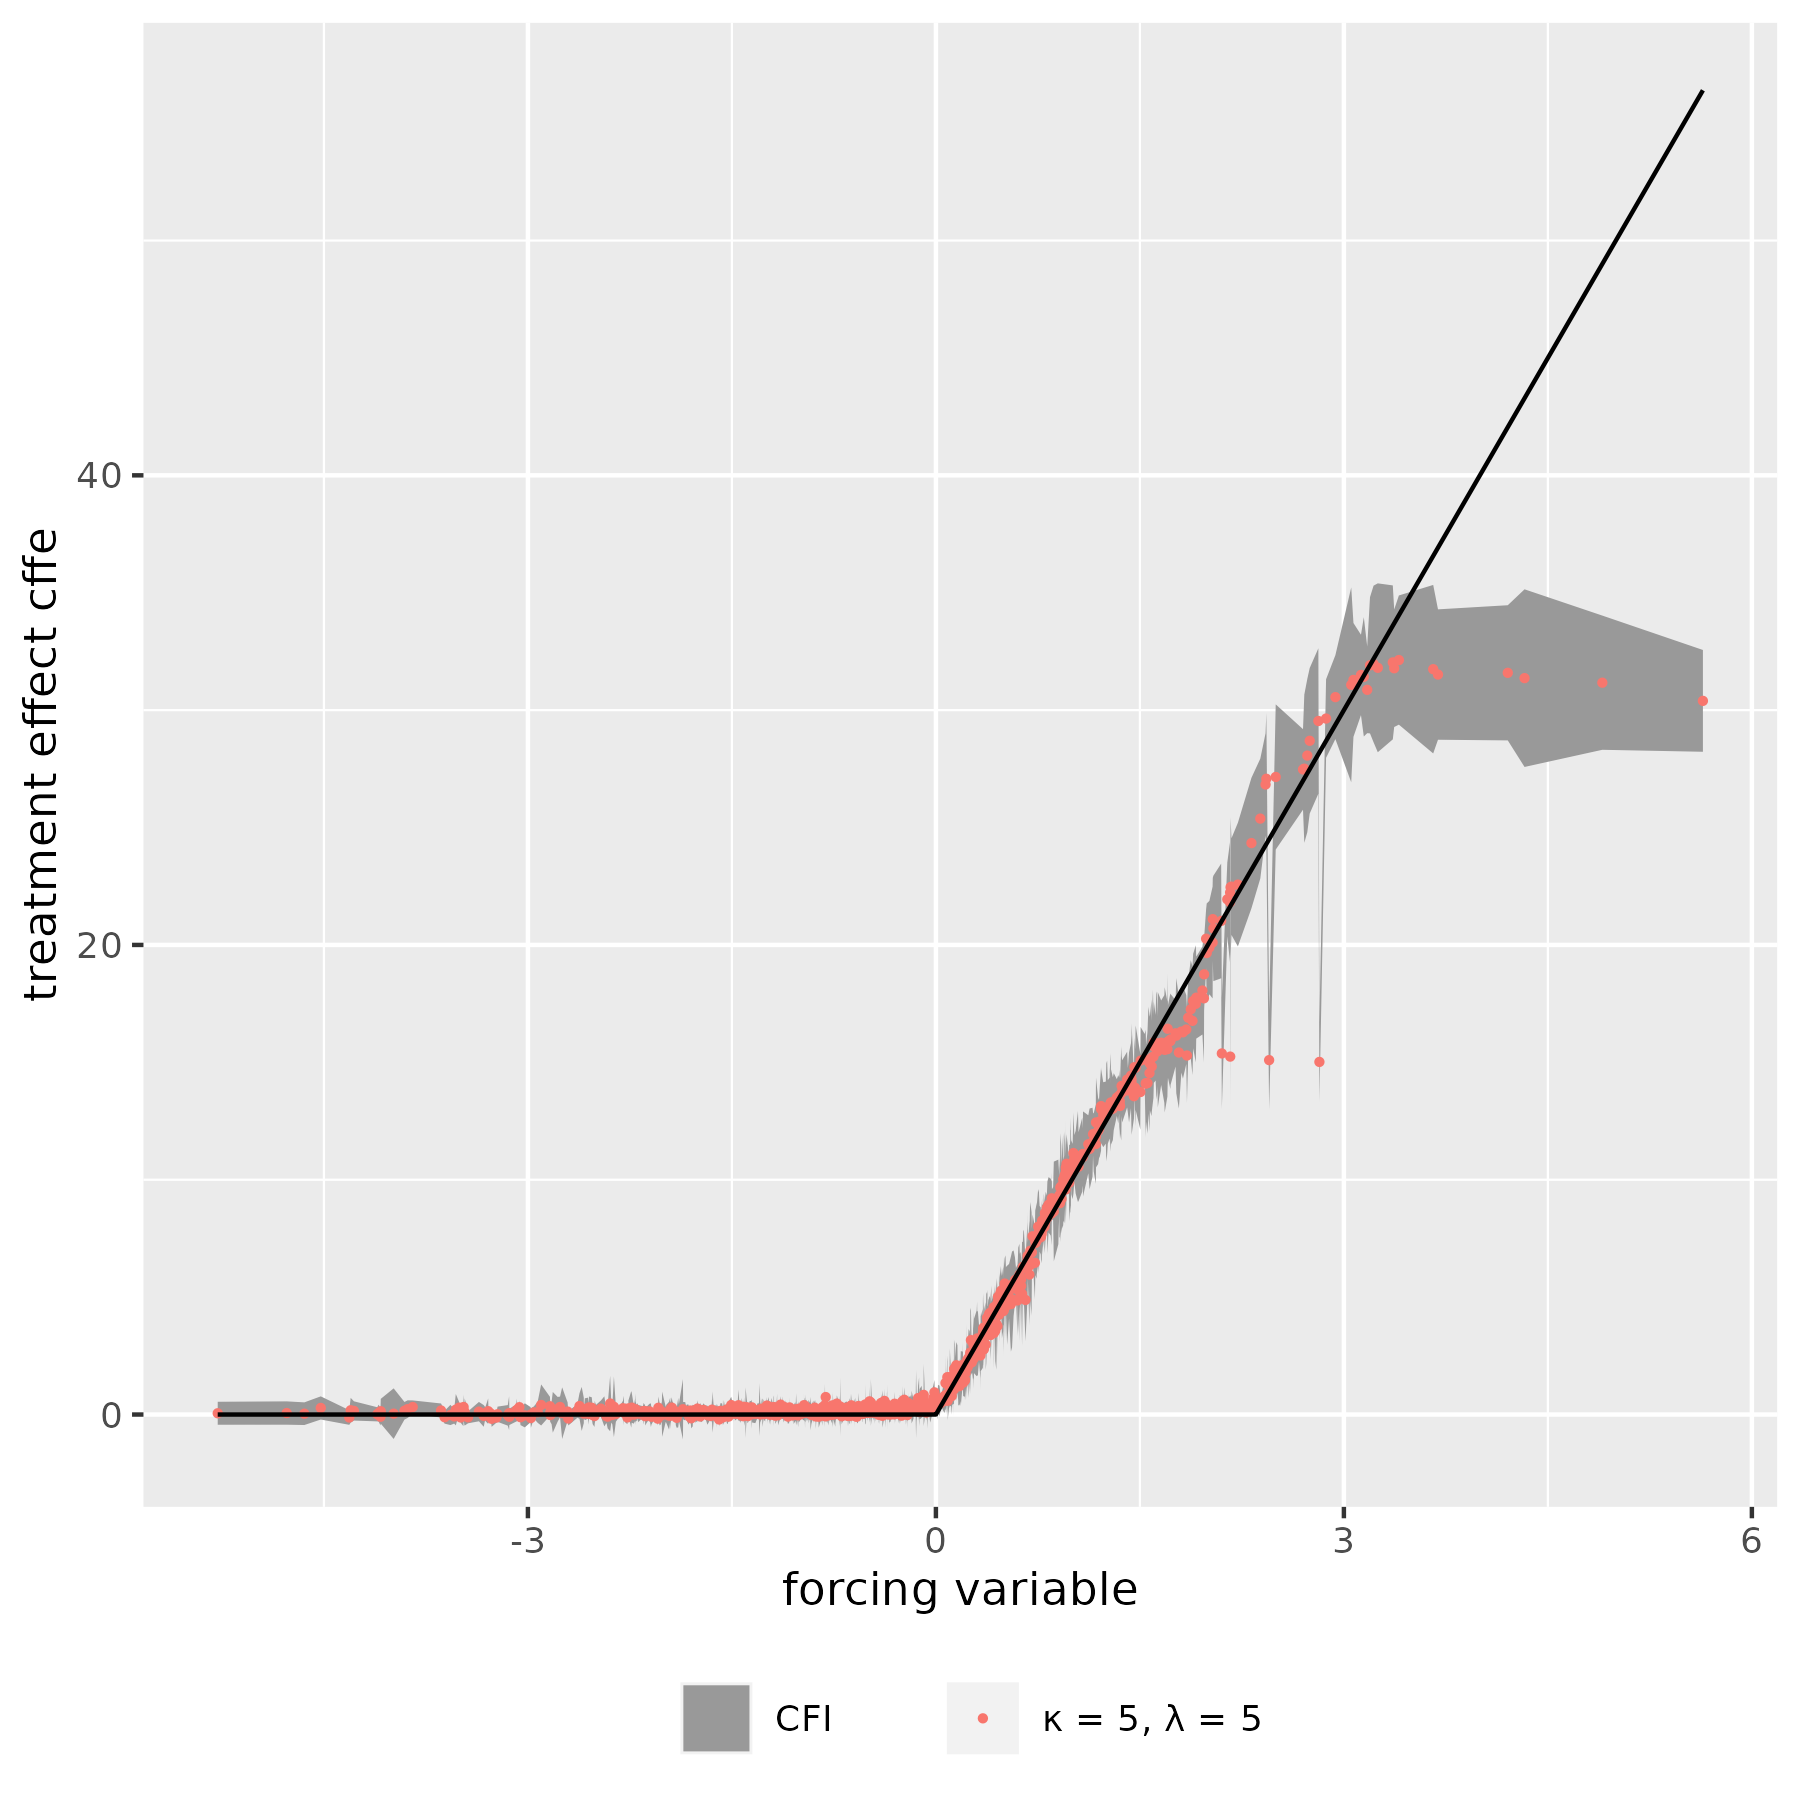 treatment effect cffe
40
20
0
-3 0 3 6
forcing variable
CFI κ = 5, λ = 5